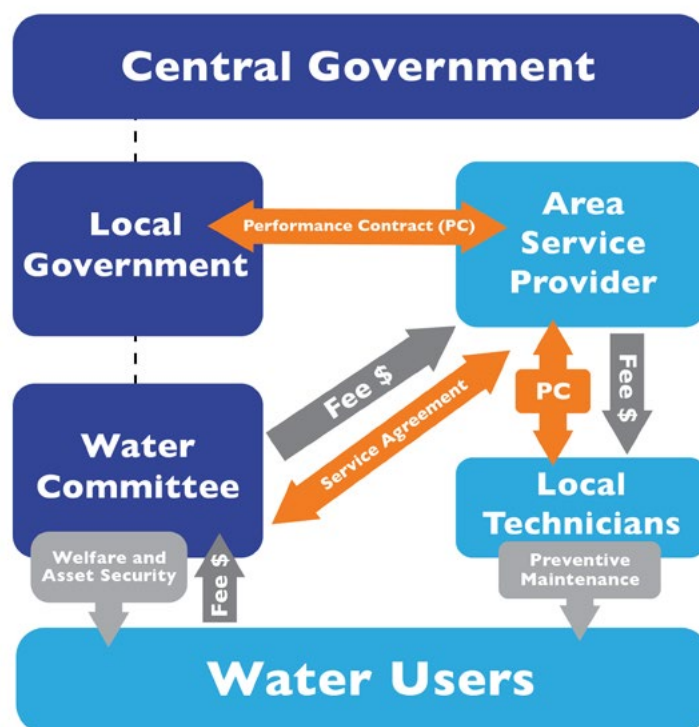 Central Government
Local
Government
Performance Contract (PC)
Area
Service
Provider
Fee $
Service Agreement
PC
Fee $
Water
Committee
Local
Technicians
Welfare and
Asset Security
Fee $
Preventive
Maintenance
Water Users